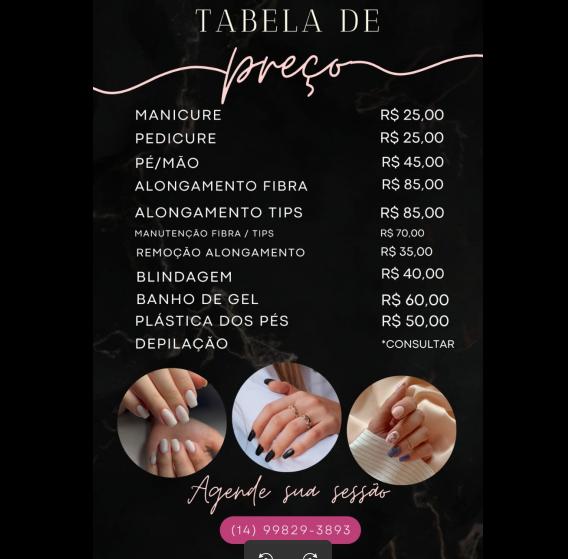 TABELA DE
preço
MANICURE R$ 25,00
PEDICURE R$ 25,00
PÉ/MÃO R$ 45,00
ALONGAMENTO FIBRA R$ 85,00
ALONGAMENTO TIPS R$ 85,00
MANUTENÇÃO FIBRA / TIPS R$ 70,00
REMOÇÃO ALONGAMENTO R$ 35,00
BLINDAGEM R$ 40,00
BANHO DE GEL R$ 60,00
PLÁSTICA DOS PÉS R$ 50,00
DEPILAÇÃO *CONSULTAR
Agende sua sessão
(14) 99829-3893